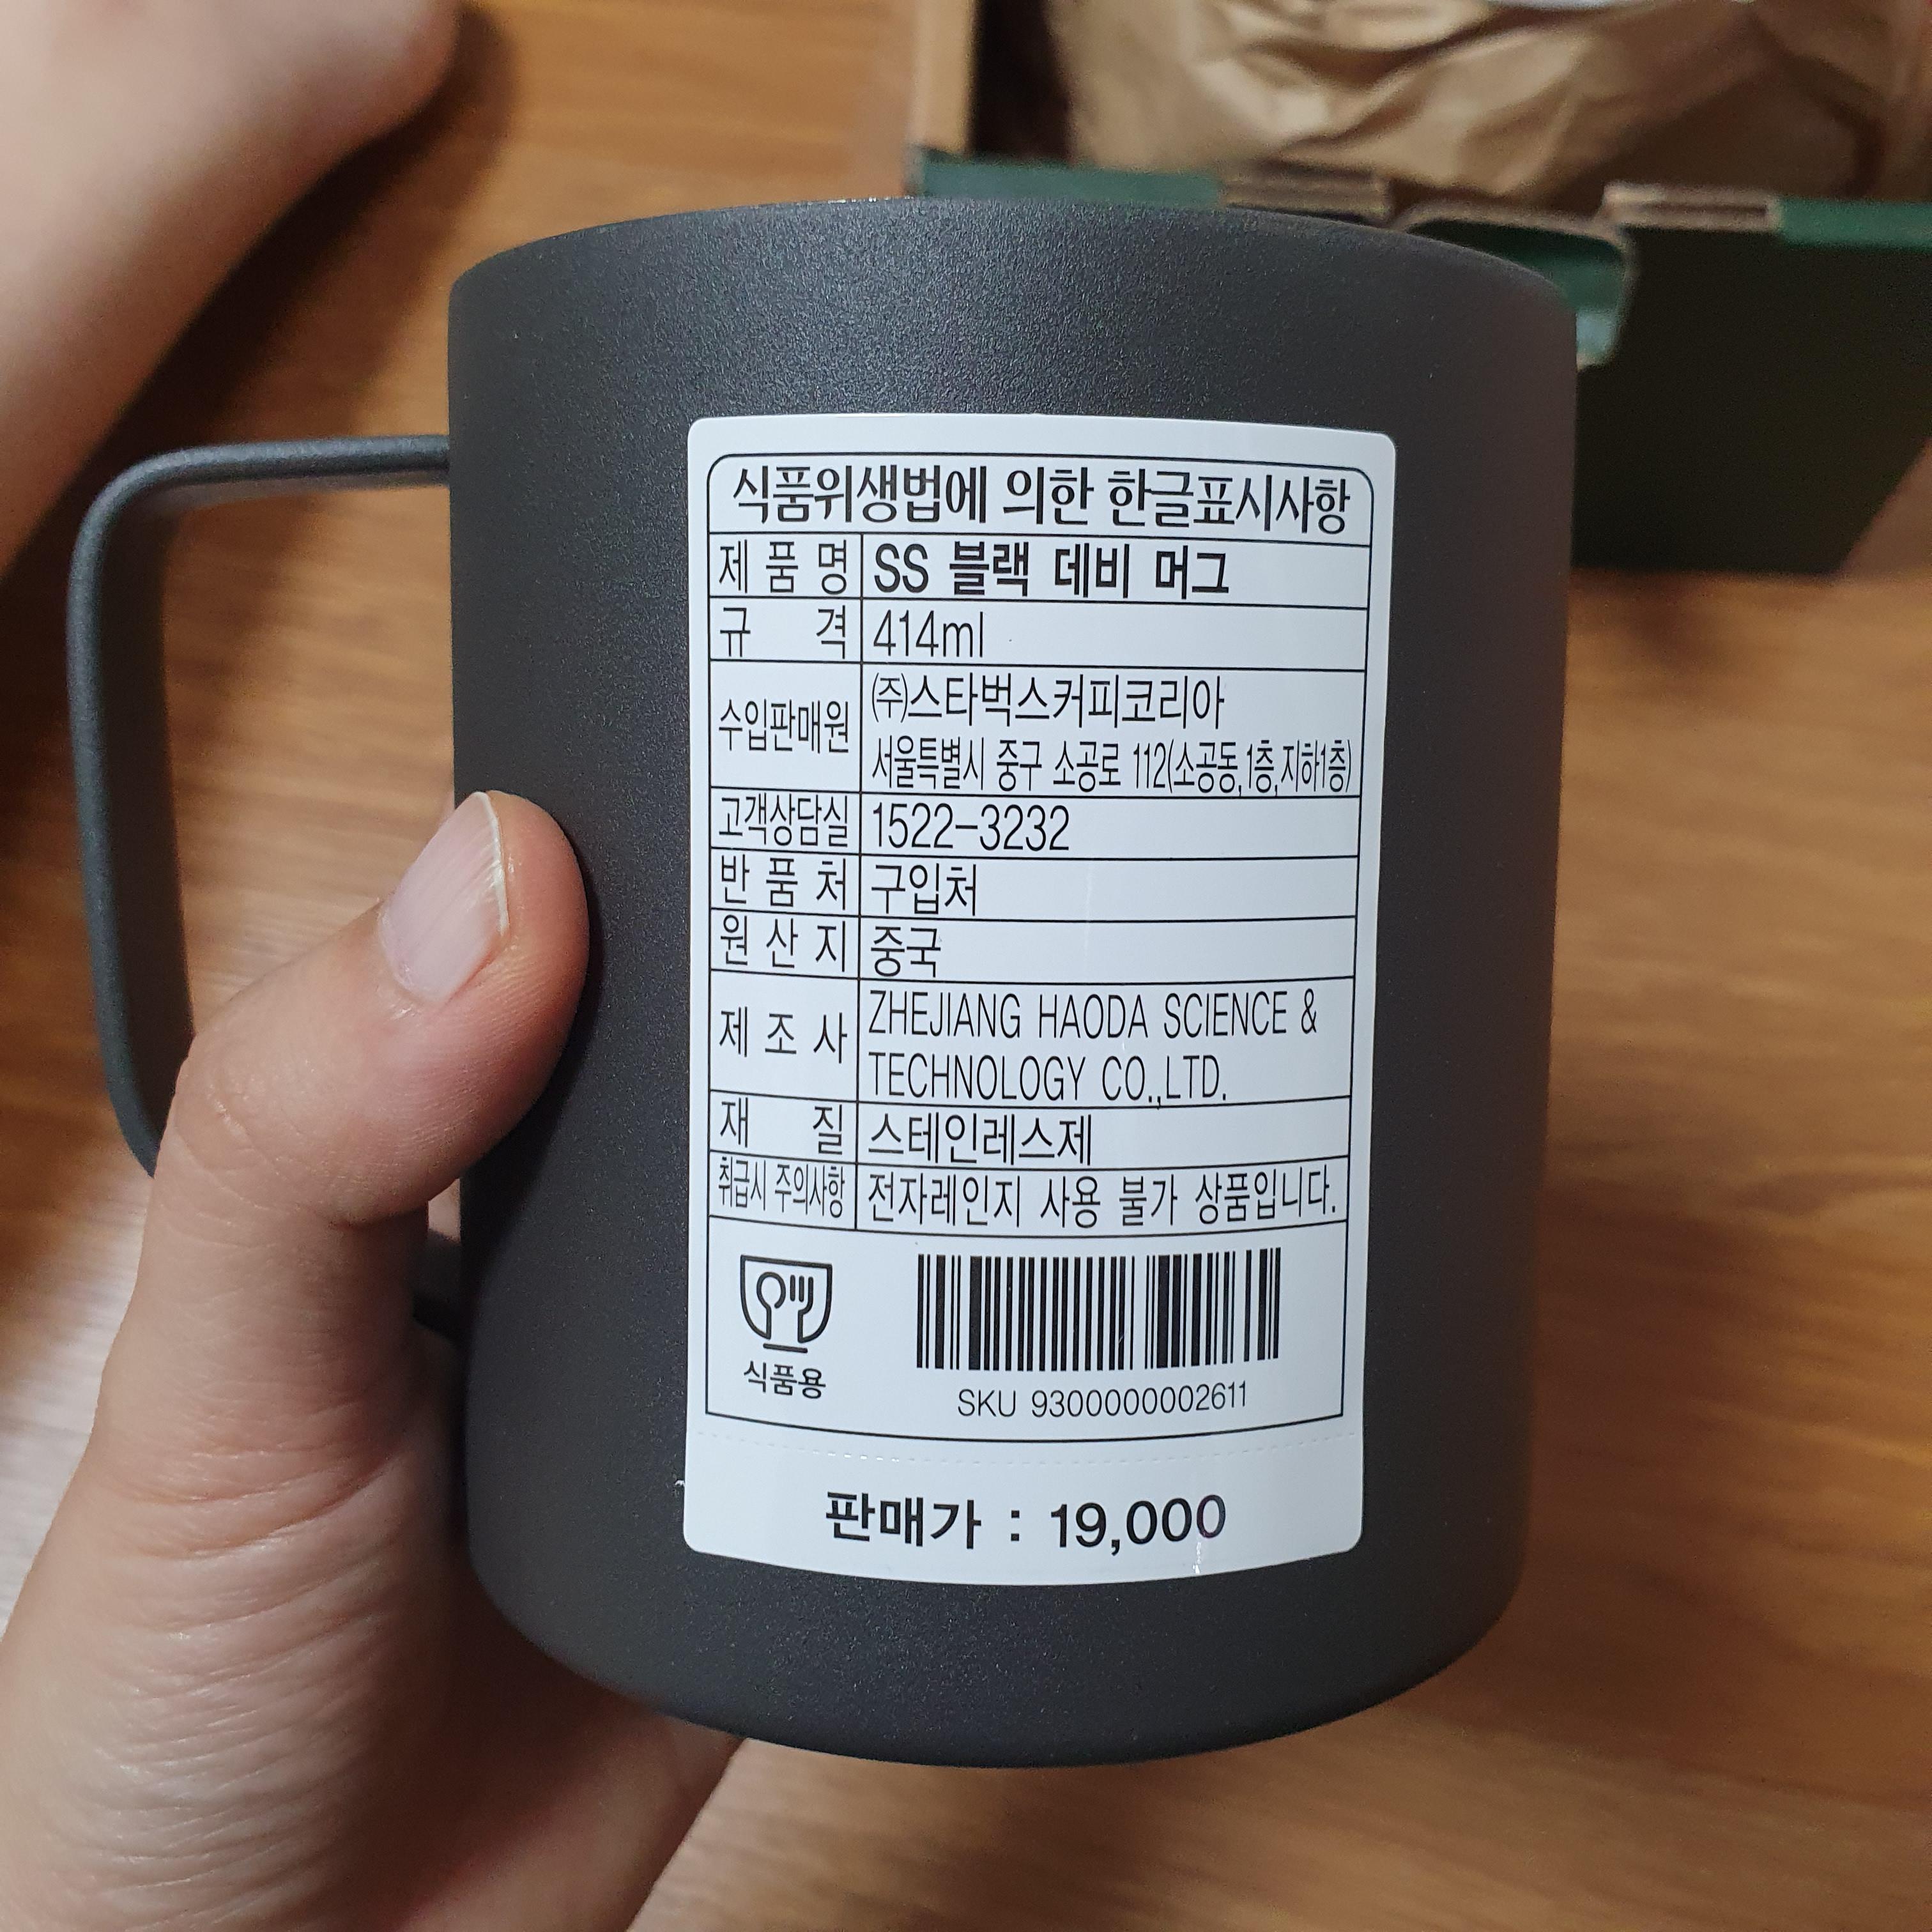 식품위생법에 의한 한글표시사항
제품명 SS 블랙 데비 머그
규격 414ml
수입판매원 ㈜스타벅스커피코리아
서울특별시 중구 소공로 112(소공동,1층,지하1층)
고객상담실 1522-3232
반품처 구입처
원산지 중국
제조사 ZHEJIANG HAODA SCIENCE &
TECHNOLOGY CO.,LTD.
재질 스테인레스제
취급시 주의사항 전자레인지 사용 불가 상품입니다.
식품용
SKU 9300000002611
판매가 : 19,000